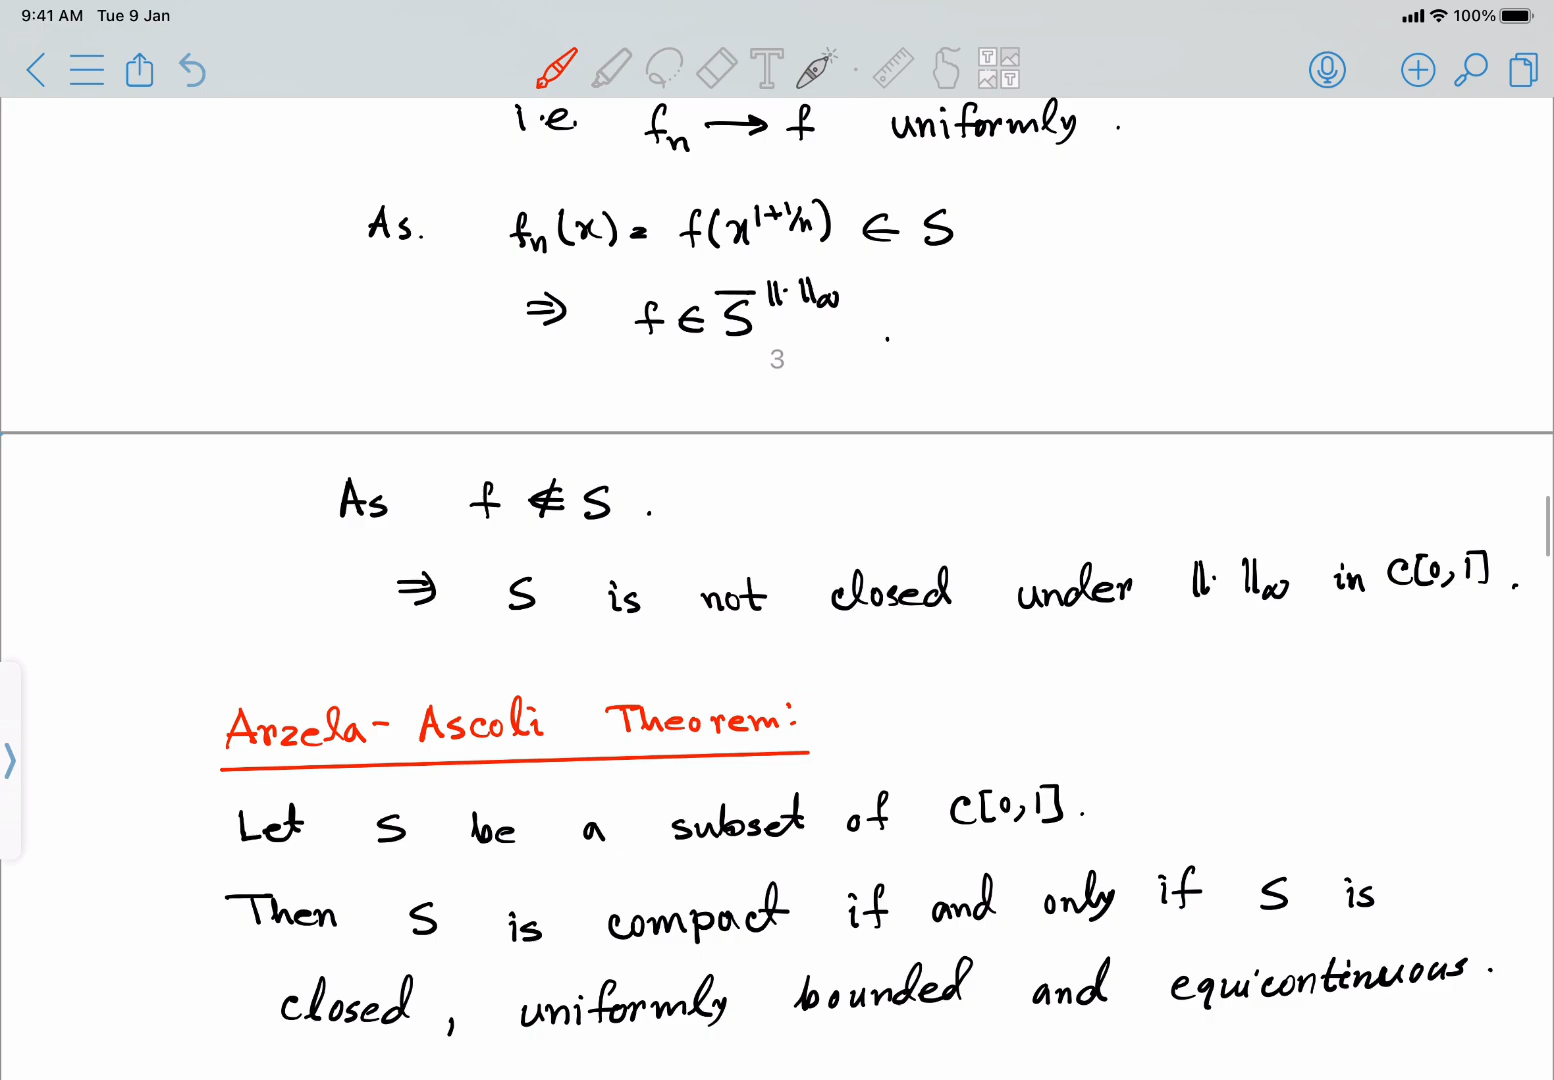 9:41 AM Tue 9 Jan 100%
i.e fₙ → f uniformly .
As. fₙ(x) = f(x^{1+1/n}) ∈ S
⇒ f ∈ S̅^{||·||∞} .
3
As f ∉ S .
⇒ S is not closed under ||·||∞ in C[0,1] .
Arzela-Ascoli Theorem:
Let S be a subset of C[0,1].
Then S is compact if and only if S is
closed, uniformly bounded and equicontinuous.